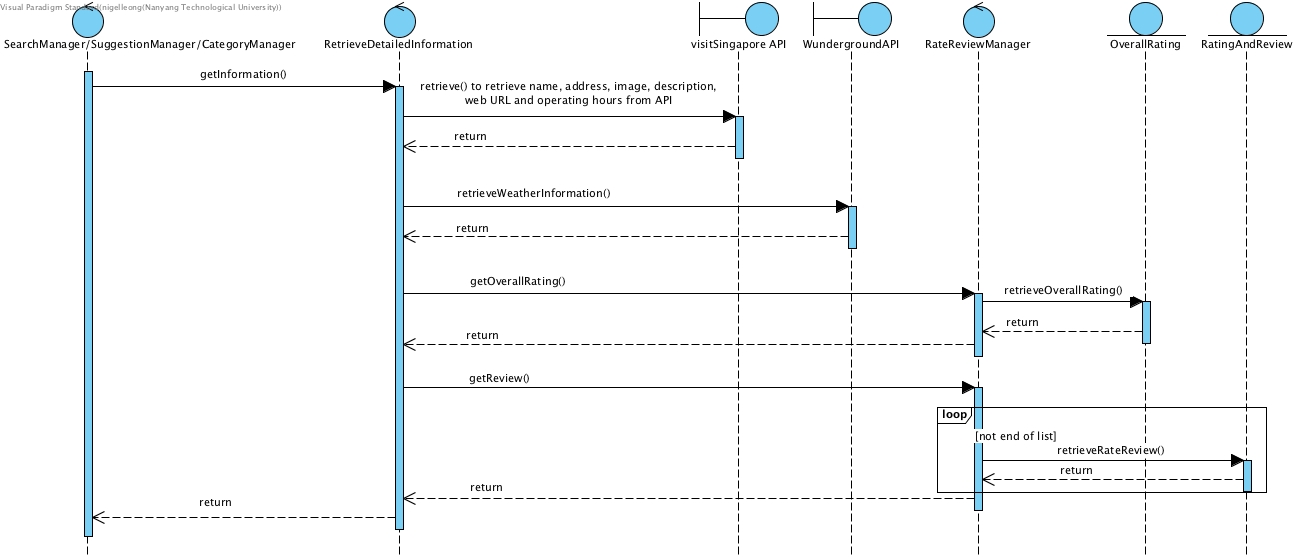 Visual Paradigm Standard(nigelleong(Nanyang Technological University))
SearchManager/SuggestionManager/CategoryManager
RetrieveDetailedInformation
visitSingapore API
WundergroundAPI
RateReviewManager
OverallRating
RatingAndReview
getInformation()
retrieve() to retrieve name, address, image, description,
web URL and operating hours from API
return
retrieveWeatherInformation()
return
getOverallRating()
retrieveOverallRating()
return
return
getReview()
loop
[not end of list]
retrieveRateReview()
return
return
return